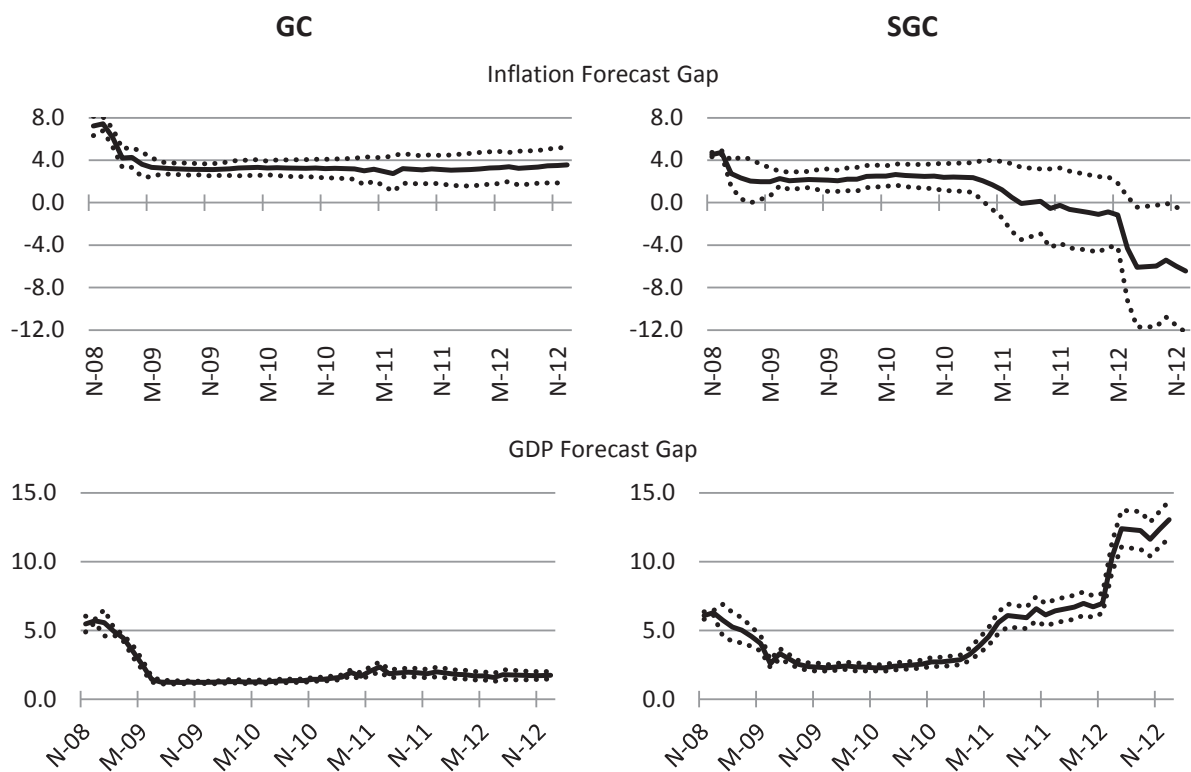 GC SGC
Inflation Forecast Gap
8.0 8.0
4.0 4.0
0.0 0.0
-4.0 -4.0
-8.0 -8.0
-12.0 -12.0
N-08 M-09 N-09 M-10 N-10 M-11 N-11 M-12 N-12 N-08 M-09 N-09 M-10 N-10 M-11 N-11 M-12 N-12
GDP Forecast Gap
15.0 15.0
10.0 10.0
5.0 5.0
0.0 0.0
N-08 M-09 N-09 M-10 N-10 M-11 N-11 M-12 N-12 N-08 M-09 N-09 M-10 N-10 M-11 N-11 M-12 N-12